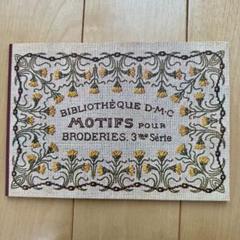 BIBLIOTHÈQUE D·M·C
MOTIFS POUR
BRODERIES, 3me Série